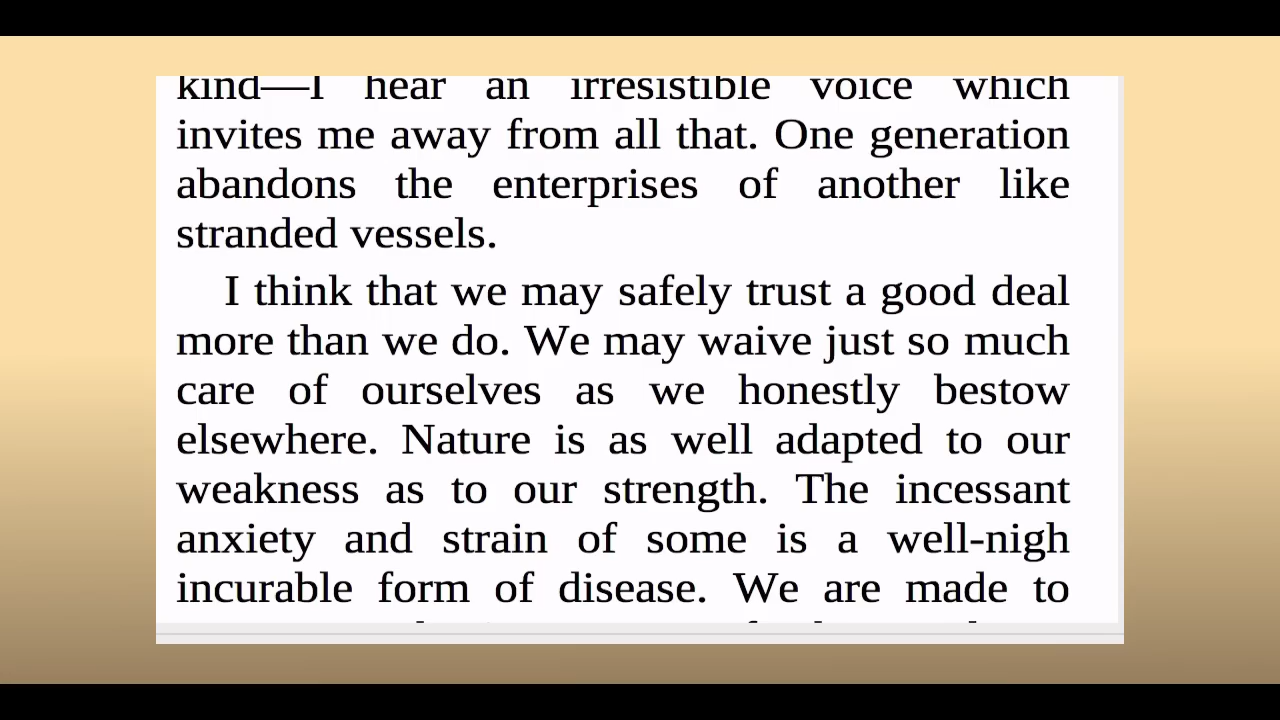 kind—I hear an irresistible voice which
invites me away from all that. One generation
abandons the enterprises of another like
stranded vessels.
I think that we may safely trust a good deal
more than we do. We may waive just so much
care of ourselves as we honestly bestow
elsewhere. Nature is as well adapted to our
weakness as to our strength. The incessant
anxiety and strain of some is a well-nigh
incurable form of disease. We are made to